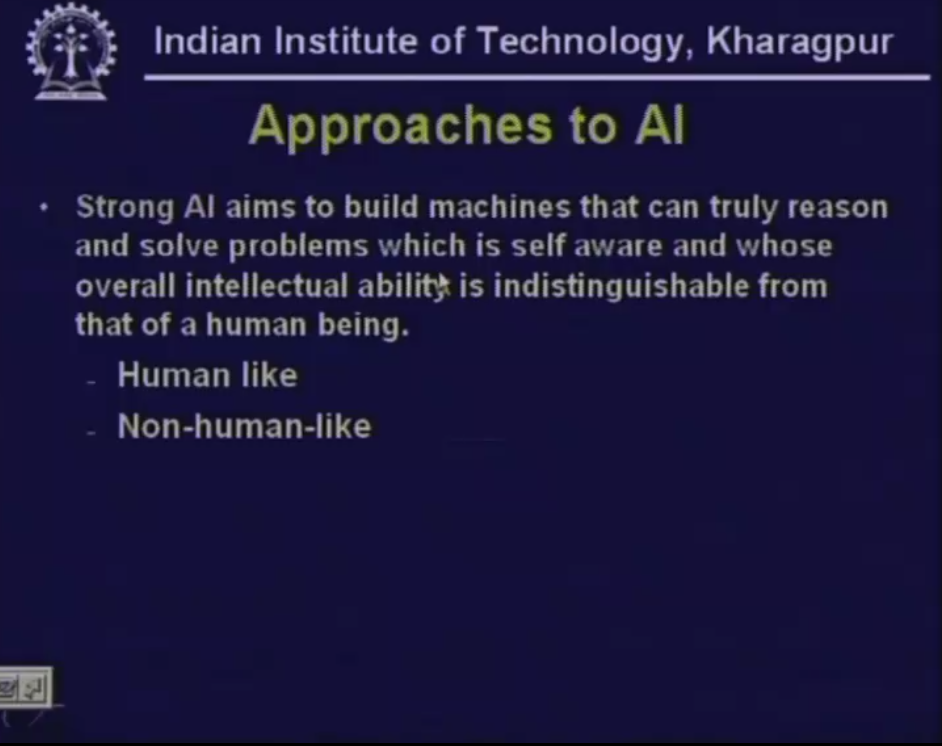 Indian Institute of Technology, Kharagpur
Approaches to AI
• Strong AI aims to build machines that can truly reason
and solve problems which is self aware and whose
overall intellectual ability is indistinguishable from
that of a human being.
- Human like
- Non-human-like